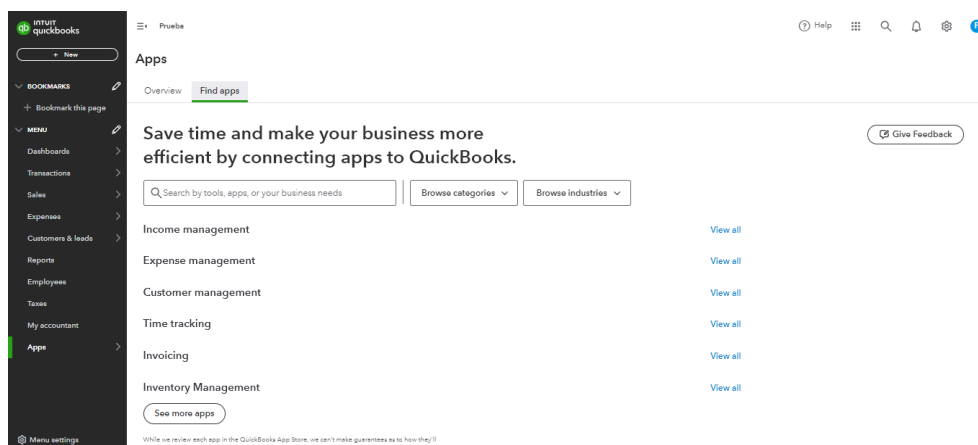 INTUIT
quickbooks
Prueba
Help
+ New
Apps
BOOKMARKS
Overview
Find apps
+ Bookmark this page
MENU
Save time and make your business more
efficient by connecting apps to QuickBooks.
Give Feedback
Dashboards
Transactions
Sales
Expenses
Customers & leads
Reports
Employees
Taxes
My accountant
Apps
Search by tools, apps, or your business needs
Browse categories
Browse industries
Income management
View all
Expense management
View all
Customer management
View all
Time tracking
View all
Invoicing
View all
Inventory Management
View all
See more apps
Menu settings
While we review each app in the QuickBooks App Store, we can't make guarantees as to how they'll